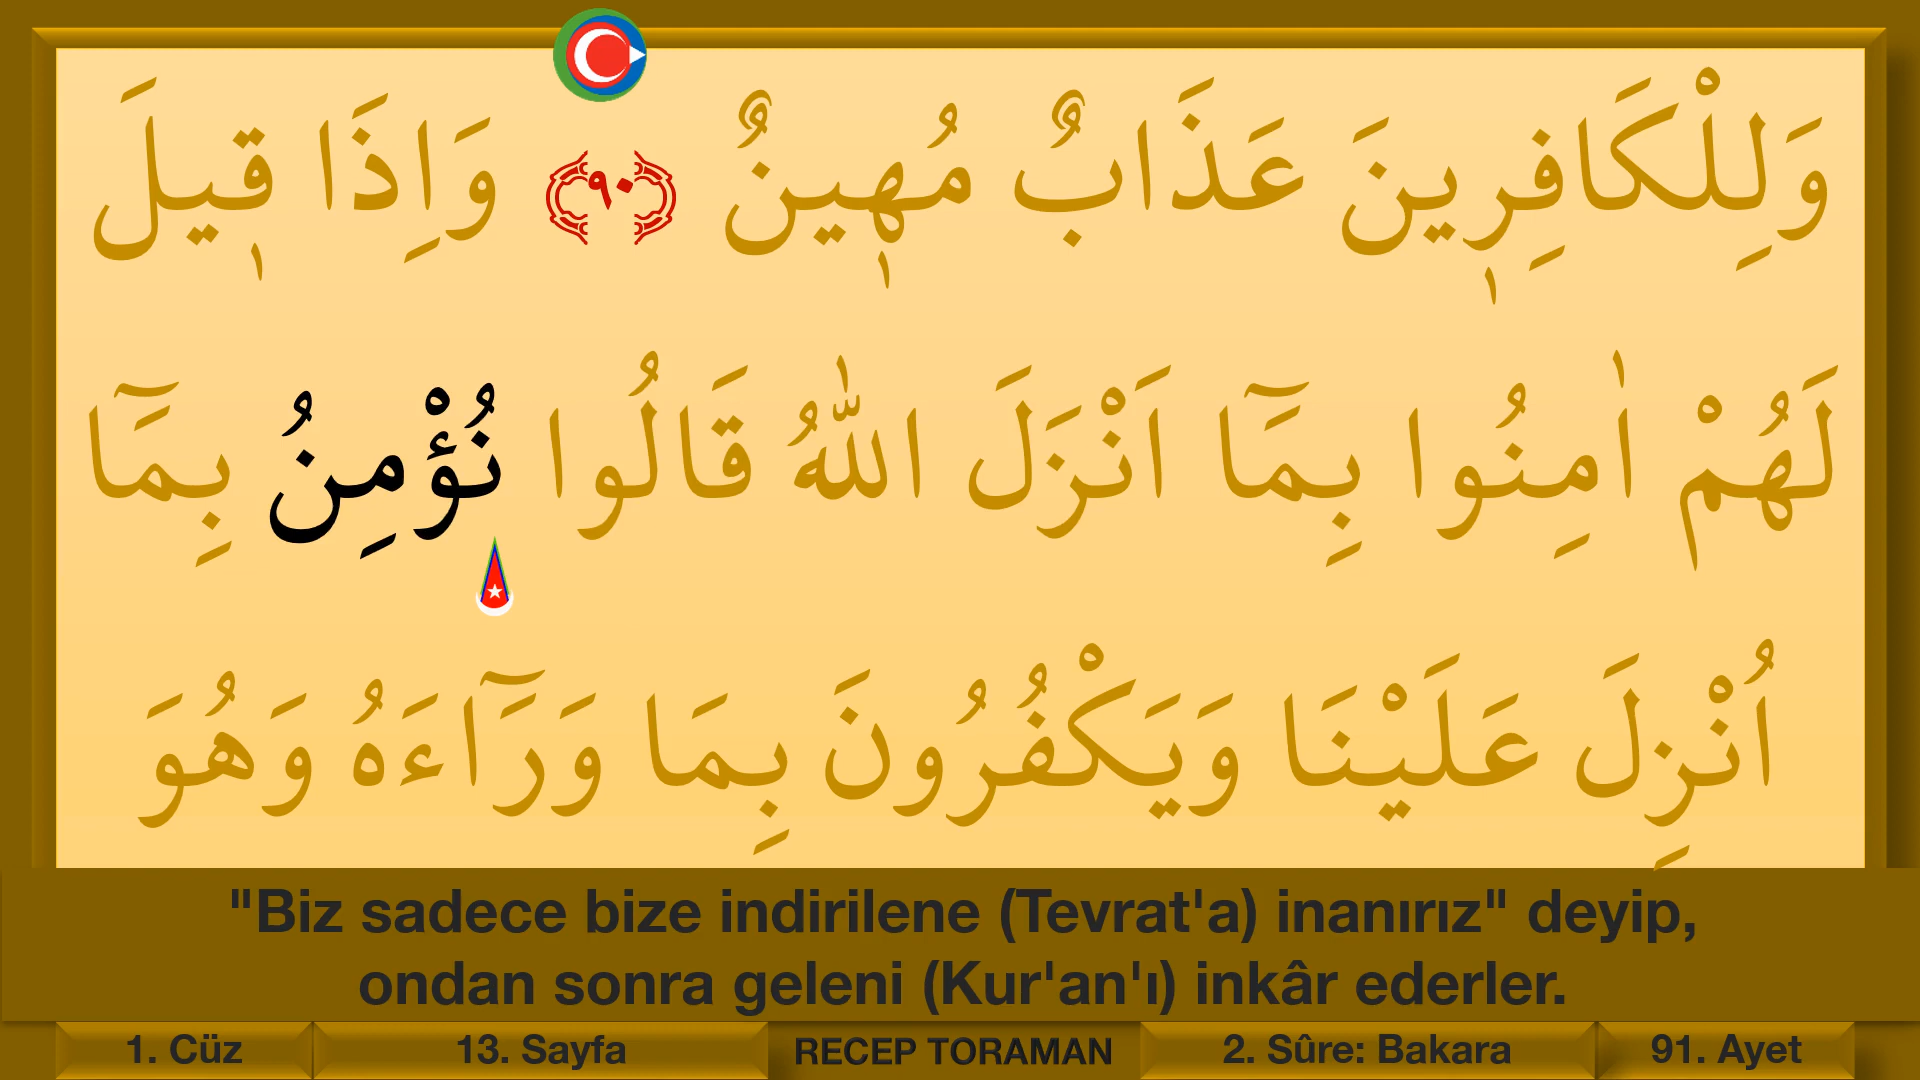 وَلِلْكَافِرٖينَ عَذَابٌ مُهٖينٌ ﴿٩٠﴾ وَاِذَا قٖيلَ
لَهُمْ اٰمِنُوا بِمَٓا اَنْزَلَ اللّٰهُ قَالُوا نُؤْمِنُ بِمَٓا
اُنْزِلَ عَلَيْنَا وَيَكْفُرُونَ بِمَا وَرَٓاءَهُ وَهُوَ
"Biz sadece bize indirilene (Tevrat'a) inanırız" deyip,
ondan sonra geleni (Kur'an'ı) inkâr ederler.
1. Cüz 13. Sayfa RECEP TORAMAN 2. Sûre: Bakara 91. Ayet